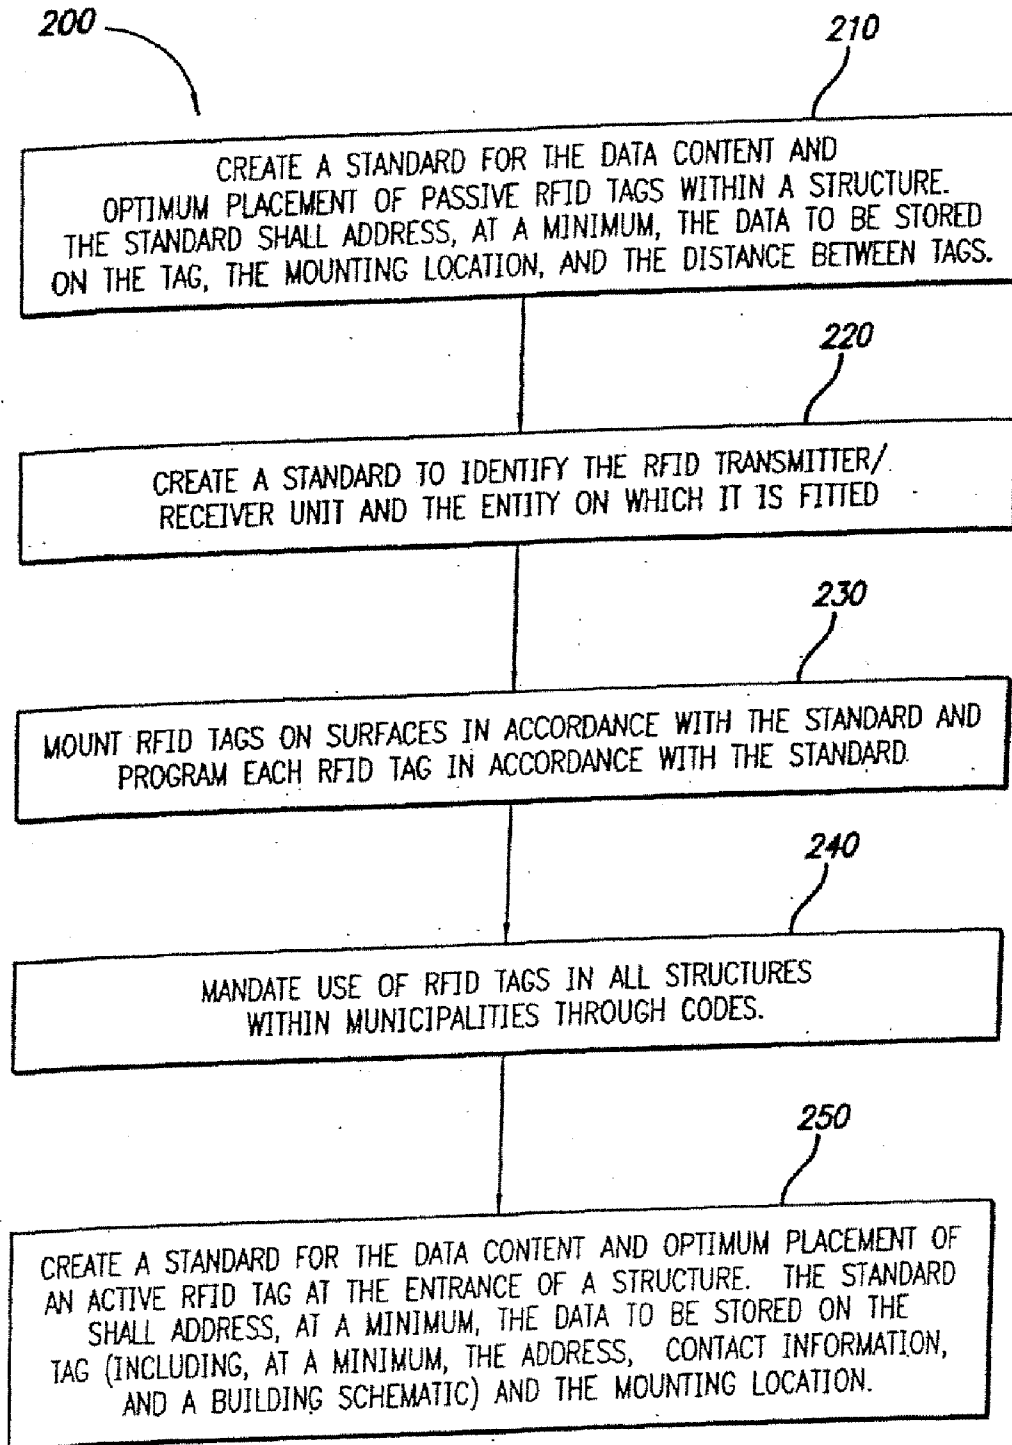 200
210
CREATE A STANDARD FOR THE DATA CONTENT AND
OPTIMUM PLACEMENT OF PASSIVE RFID TAGS WITHIN A STRUCTURE.
THE STANDARD SHALL ADDRESS, AT A MINIMUM, THE DATA TO BE STORED
ON THE TAG, THE MOUNTING LOCATION, AND THE DISTANCE BETWEEN TAGS.
220
CREATE A STANDARD TO IDENTIFY THE RFID TRANSMITTER/
RECEIVER UNIT AND THE ENTITY ON WHICH IT IS FITTED
230
MOUNT RFID TAGS ON SURFACES IN ACCORDANCE WITH THE STANDARD AND
PROGRAM EACH RFID TAG IN ACCORDANCE WITH THE STANDARD.
240
MANDATE USE OF RFID TAGS IN ALL STRUCTURES
WITHIN MUNICIPALITIES THROUGH CODES.
250
CREATE A STANDARD FOR THE DATA CONTENT AND OPTIMUM PLACEMENT OF
AN ACTIVE RFID TAG AT THE ENTRANCE OF A STRUCTURE. THE STANDARD
SHALL ADDRESS, AT A MINIMUM, THE DATA TO BE STORED ON THE
TAG (INCLUDING, AT A MINIMUM, THE ADDRESS, CONTACT INFORMATION,
AND A BUILDING SCHEMATIC) AND THE MOUNTING LOCATION.